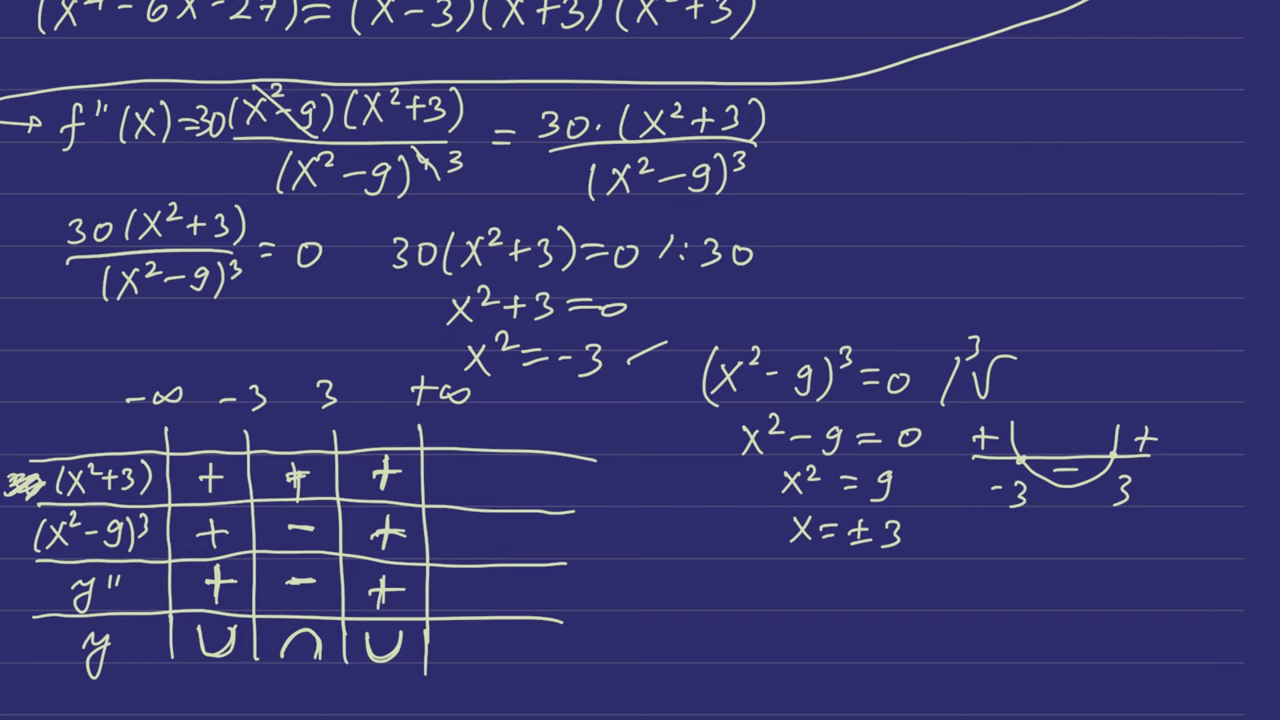 (x⁴-6x²-27)=(x-3)(x+3)(x²+3)
→ f"(x)=30(x²-9)(x²+3)/(x²-9)⁴ ³ = 30·(x²+3)/(x²-9)³
30(x²+3)/(x²-9)³ = 0 30(x²+3)=0 /:30
x²+3=0
x²=-3
(x²-9)³=0 /³√
x²-9=0
x²=9
x=±3
+ - +
-3 3
-∞ -3 3 +∞
(x²+3) + + +
(x²-9)³ + - +
y" + - +
y ∪ ∩ ∪